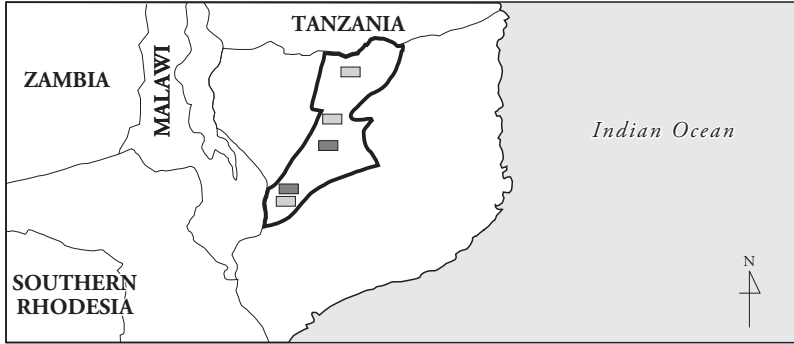 TANZANIA
ZAMBIA
MALAWI
Indian Ocean
SOUTHERN
RHODESIA
N